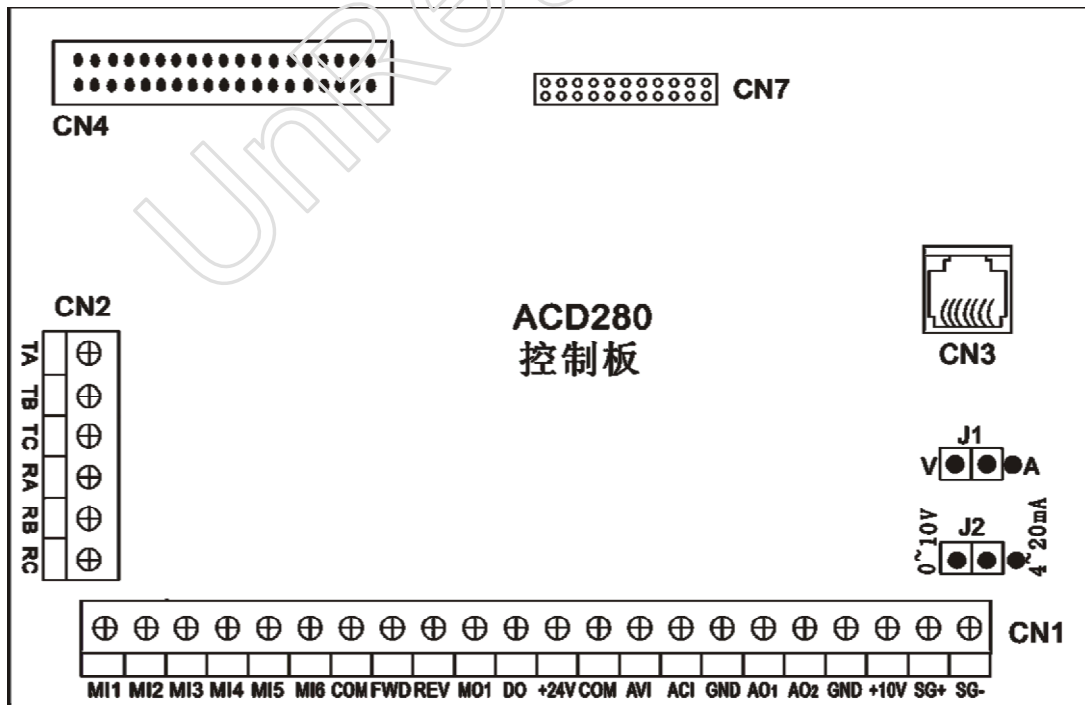 UnRe
CN4
CN7
CN2
TA
TB
TC
RA
RB
RC
ACD280
控制板
CN3
J1
V A
J2
0~10V
4~20mA
CN1
MI1 MI2 MI3 MI4 MI5 MI6 COM FWD REV MO1 DO +24V COM AVI ACI GND AO1 AO2 GND +10V SG+ SG-